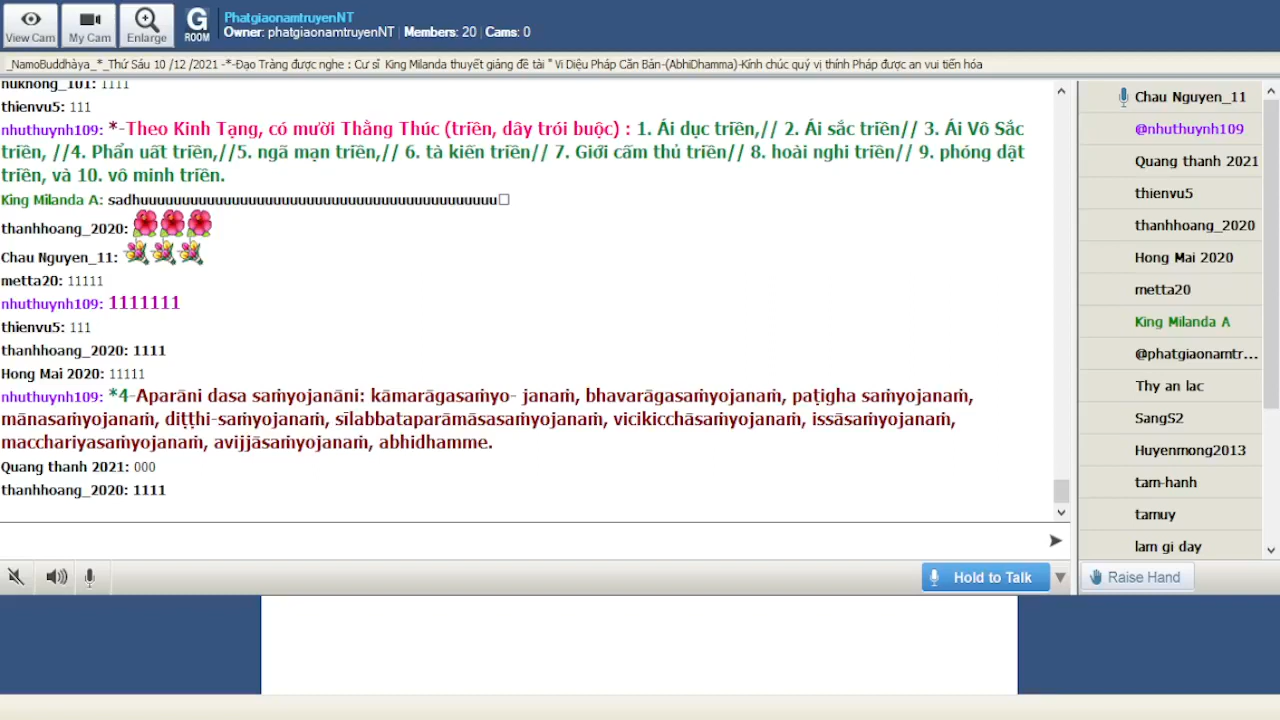 View Cam
My Cam
Enlarge
G
ROOM
PhatgiaonamtruyenNT
Owner: phatgiaonamtruyenNT | Members: 20 | Cams: 0
_NamoBuddhàya_*_Thứ Sáu 10 /12 /2021 -*-Đạo Tràng được nghe : Cư sĩ King Milanda thuyết giảng đề tài " Vi Diệu Pháp Căn Bản-(AbhiDhamma)-Kính chúc quý vị thính Pháp được an vui tiến hóa
nukhong_101: 1111
thienvu5: 111
nhuthuynh109: *-Theo Kinh Tạng, có mười Thằng Thúc (triền, dây trói buộc) : 1. Ái dục triền,// 2. Ái sắc triền// 3. Ái Vô Sắc
triền, //4. Phẩn uất triền,//5. ngã mạn triền,// 6. tà kiến triền// 7. Giới cấm thủ triền// 8. hoài nghi triền// 9. phóng dật
triền, và 10. vô minh triền.
King Milanda A: sadhuuuuuuuuuuuuuuuuuuuuuuuuuuuuuuuuuuuuuuuuuuu
thanhhoang_2020:
Chau Nguyen_11:
metta20: 11111
nhuthuynh109: 1111111
thienvu5: 111
thanhhoang_2020: 1111
Hong Mai 2020: 11111
nhuthuynh109: *4-Aparāni dasa saṁyojanāni: kāmarāgasaṁyo- janaṁ, bhavarāgasaṁyojanaṁ, paṭigha saṁyojanaṁ,
mānasaṁyojanaṁ, diṭṭhi-saṁyojanaṁ, sīlabbataparāmāsasaṁyojanaṁ, vicikicchāsaṁyojanaṁ, issāsaṁyojanaṁ,
macchariyasaṁyojanaṁ, avijjāsaṁyojanaṁ, abhidhamme.
Quang thanh 2021: 000
thanhhoang_2020: 1111
Hold to Talk
Chau Nguyen_11
@nhuthuynh109
Quang thanh 2021
thienvu5
thanhhoang_2020
Hong Mai 2020
metta20
King Milanda A
@phatgiaonamtr...
Thy an lac
SangS2
Huyenmong2013
tam-hanh
tamuy
lam gi day
Raise Hand